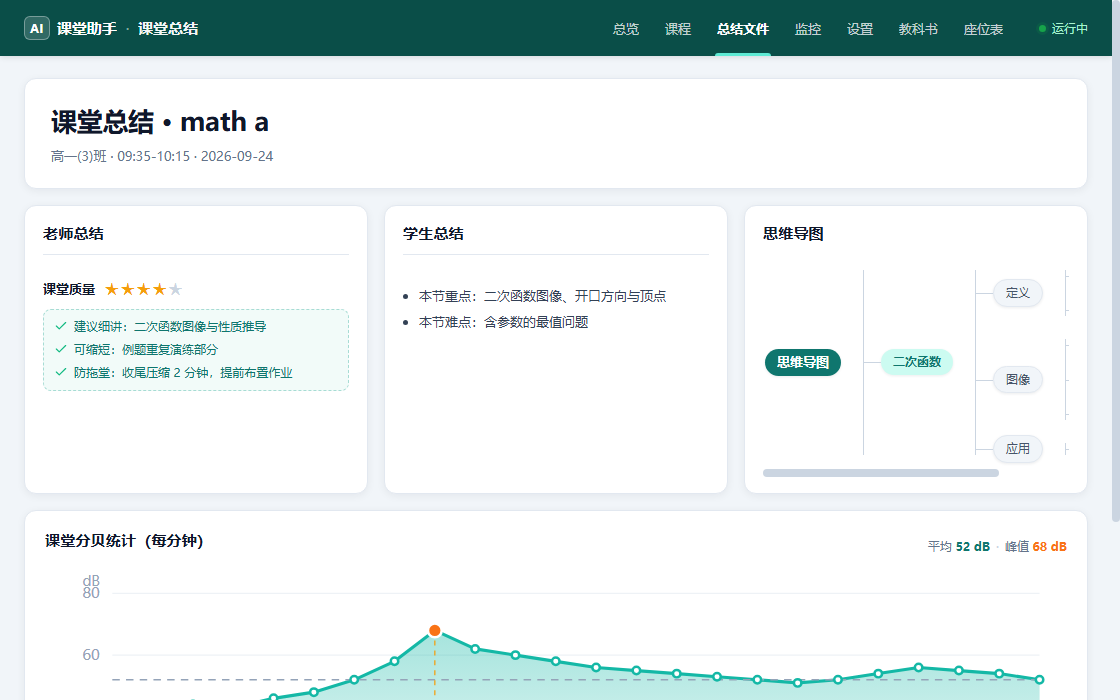 AI 课堂助手 · 课堂总结
总览 课程 总结文件 监控 设置 教科书 座位表 运行中
课堂总结 • math a
高一(3)班 · 09:35-10:15 · 2026-09-24
老师总结
课堂质量 ★★★★★
✓ 建议细讲：二次函数图像与性质推导
✓ 可缩短：例题重复演练部分
✓ 防拖堂：收尾压缩 2 分钟，提前布置作业
学生总结
• 本节重点：二次函数图像、开口方向与顶点
• 本节难点：含参数的最值问题
思维导图
定义
思维导图 二次函数
图像
应用
课堂分贝统计（每分钟）
平均 52 dB · 峰值 68 dB
dB
80
60